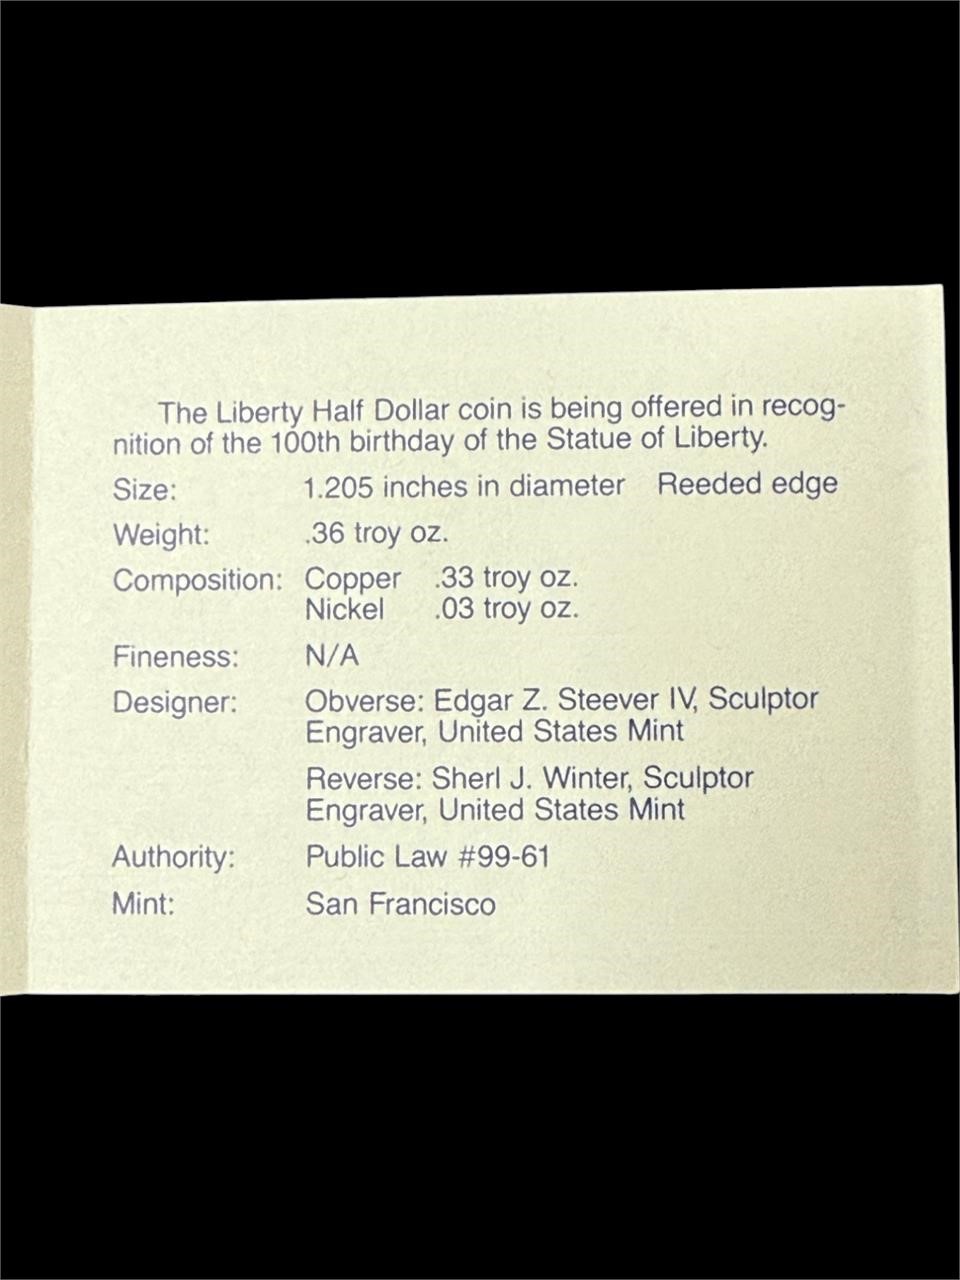 The Liberty Half Dollar coin is being offered in recog-
nition of the 100th birthday of the Statue of Liberty.
Size: 1.205 inches in diameter Reeded edge
Weight: .36 troy oz.
Composition: Copper .33 troy oz.
Nickel .03 troy oz.
Fineness: N/A
Designer: Obverse: Edgar Z. Steever IV, Sculptor
Engraver, United States Mint
Reverse: Sherl J. Winter, Sculptor
Engraver, United States Mint
Authority: Public Law #99-61
Mint: San Francisco